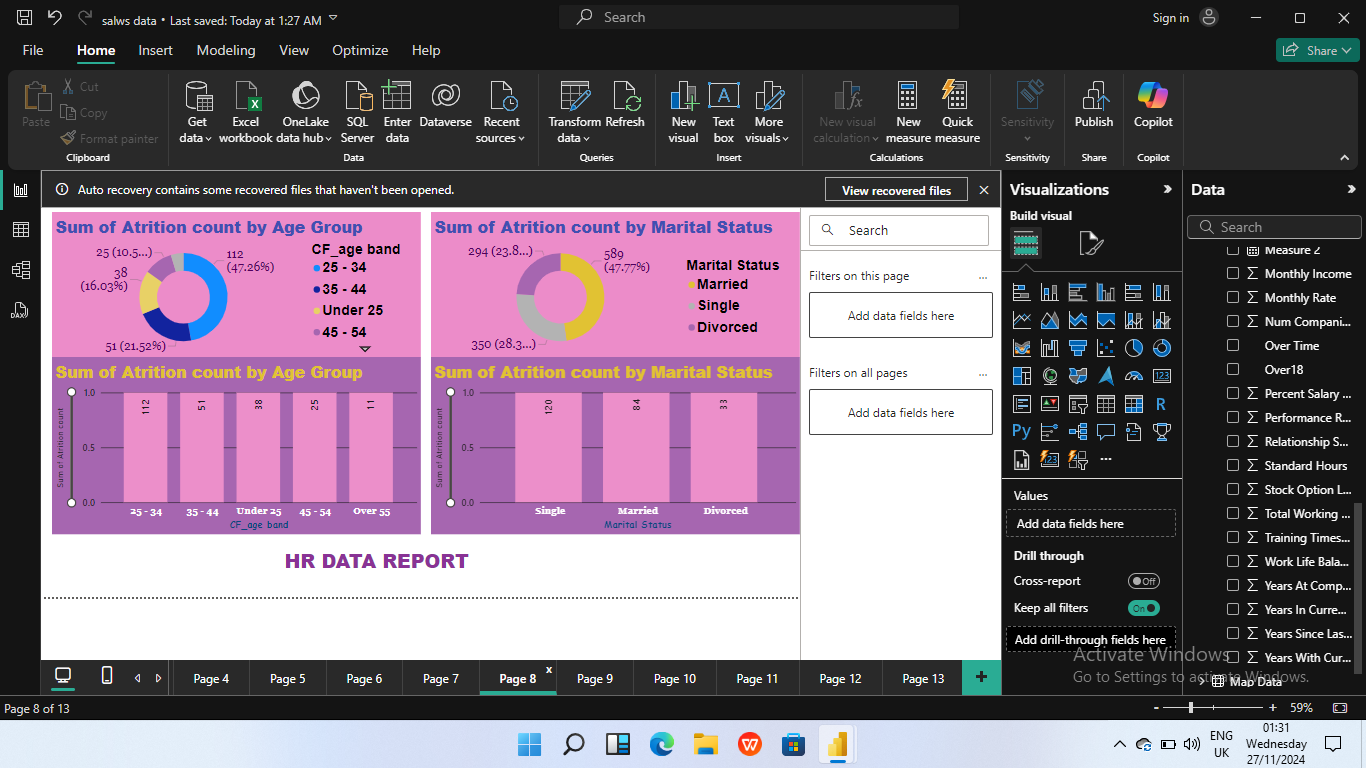 salws data • Last saved: Today at 1:27 AM
Search
Sign in
File Home Insert Modeling View Optimize Help
Share
Paste
Cut
Copy
Format painter
Clipboard
Get data
Excel workbook
OneLake data hub
SQL Server
Enter data
Dataverse
Recent sources
Data
Transform data
Refresh
Queries
New visual
Text box
More visuals
Insert
New visual calculation
New measure
Quick measure
Calculations
Sensitivity
Sensitivity
Publish
Share
Copilot
Copilot
Auto recovery contains some recovered files that haven't been opened.
View recovered files
Sum of Atrition count by Age Group
25 (10.5...)
112 (47.26%)
38 (16.03%)
51 (21.52%)
CF_age band
25 - 34
35 - 44
Under 25
45 - 54
Sum of Atrition count by Marital Status
294 (23.8...)
589 (47.77%)
350 (28.3...)
Marital Status
Married
Single
Divorced
Sum of Atrition count by Age Group
Sum of Atrition count
1.0
0.5
0.0
112 51 38 25 11
25 - 34 35 - 44 Under 25 45 - 54 Over 55
CF_age band
Sum of Atrition count by Marital Status
Sum of Atrition count
1.0
0.5
0.0
120 84 33
Single Married Divorced
Marital Status
HR DATA REPORT
Search
Filters on this page ...
Add data fields here
Filters on all pages ...
Add data fields here
Visualizations
Build visual
R
Py
123
Values
Add data fields here
Drill through
Cross-report Off
Keep all filters On
Add drill-through fields here
Data
Search
Measure 2
Monthly Income
Monthly Rate
Num Compani...
Over Time
Over18
Percent Salary ...
Performance R...
Relationship S...
Standard Hours
Stock Option L...
Total Working ...
Training Times...
Work Life Bala...
Years At Comp...
Years In Curre...
Years Since Las...
Years With Cur...
Map Data
Activate Windows
Go to Settings to activate Windows.
Page 4 Page 5 Page 6 Page 7 Page 8 Page 9 Page 10 Page 11 Page 12 Page 13
Page 8 of 13
- + 59%
ENG
UK
01:31
Wednesday
27/11/2024